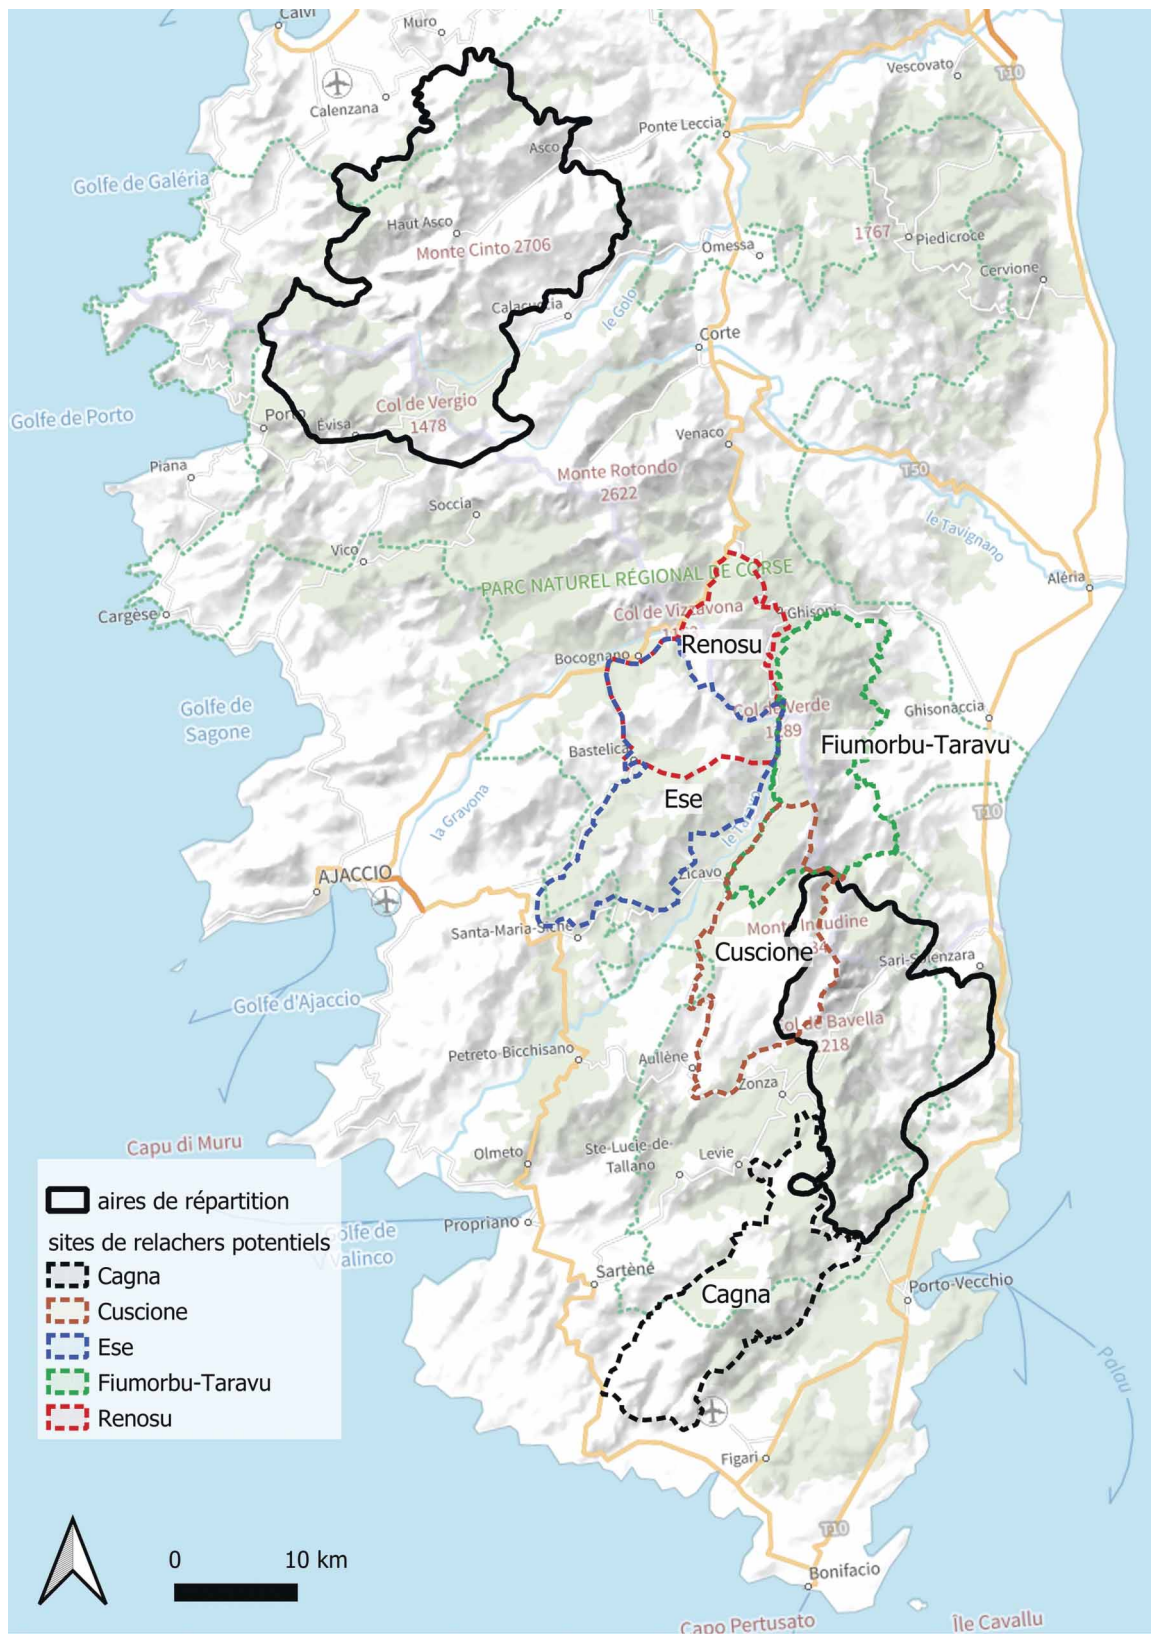 Calvi
Muro
Vescovato
T10
Calenzana
Ponte Leccia
Asco
Golfe de Galéria
Haut Asco
Monte Cinto 2706
Omessa
1767
Piedicroce
Cervione
Calacuccia
le Golo
Corte
Golfe de Porto
Porto
Évisa
Col de Vergio
1478
Venaco
Piana
Monte Rotondo
2622
T50
Soccia
le Tavignano
Vico
PARC NATUREL RÉGIONAL DE CORSE
Aléria
Cargèse
Col de Vizzavona
Ghisoni
Renosu
Bocognano
Golfe de
Sagone
Col de Verde
1289
Ghisonaccia
Fiumorbu-Taravu
Bastelica
Ese
la Gravona
T10
AJACCIO
Zicavo
Santa-Maria-Siché
Monte Incudine
Cuscione
Sari-Solenzara
Golfe d'Ajaccio
Col de Bavella
1218
Petreto-Bicchisano
Aullène
Zonza
Capu di Muru
Olmeto
Ste-Lucie-de-
Tallano
Levie
aires de répartition
Propriano
Golfe de
Valinco
sites de relachers potentiels
Cagna
Cuscione
Ese
Fiumorbu-Taravu
Renosu
Sartène
Cagna
Porto-Vecchio
Palau
Figari
T10
0 10 km
Bonifacio
Capo Pertusato
Île Cavallu